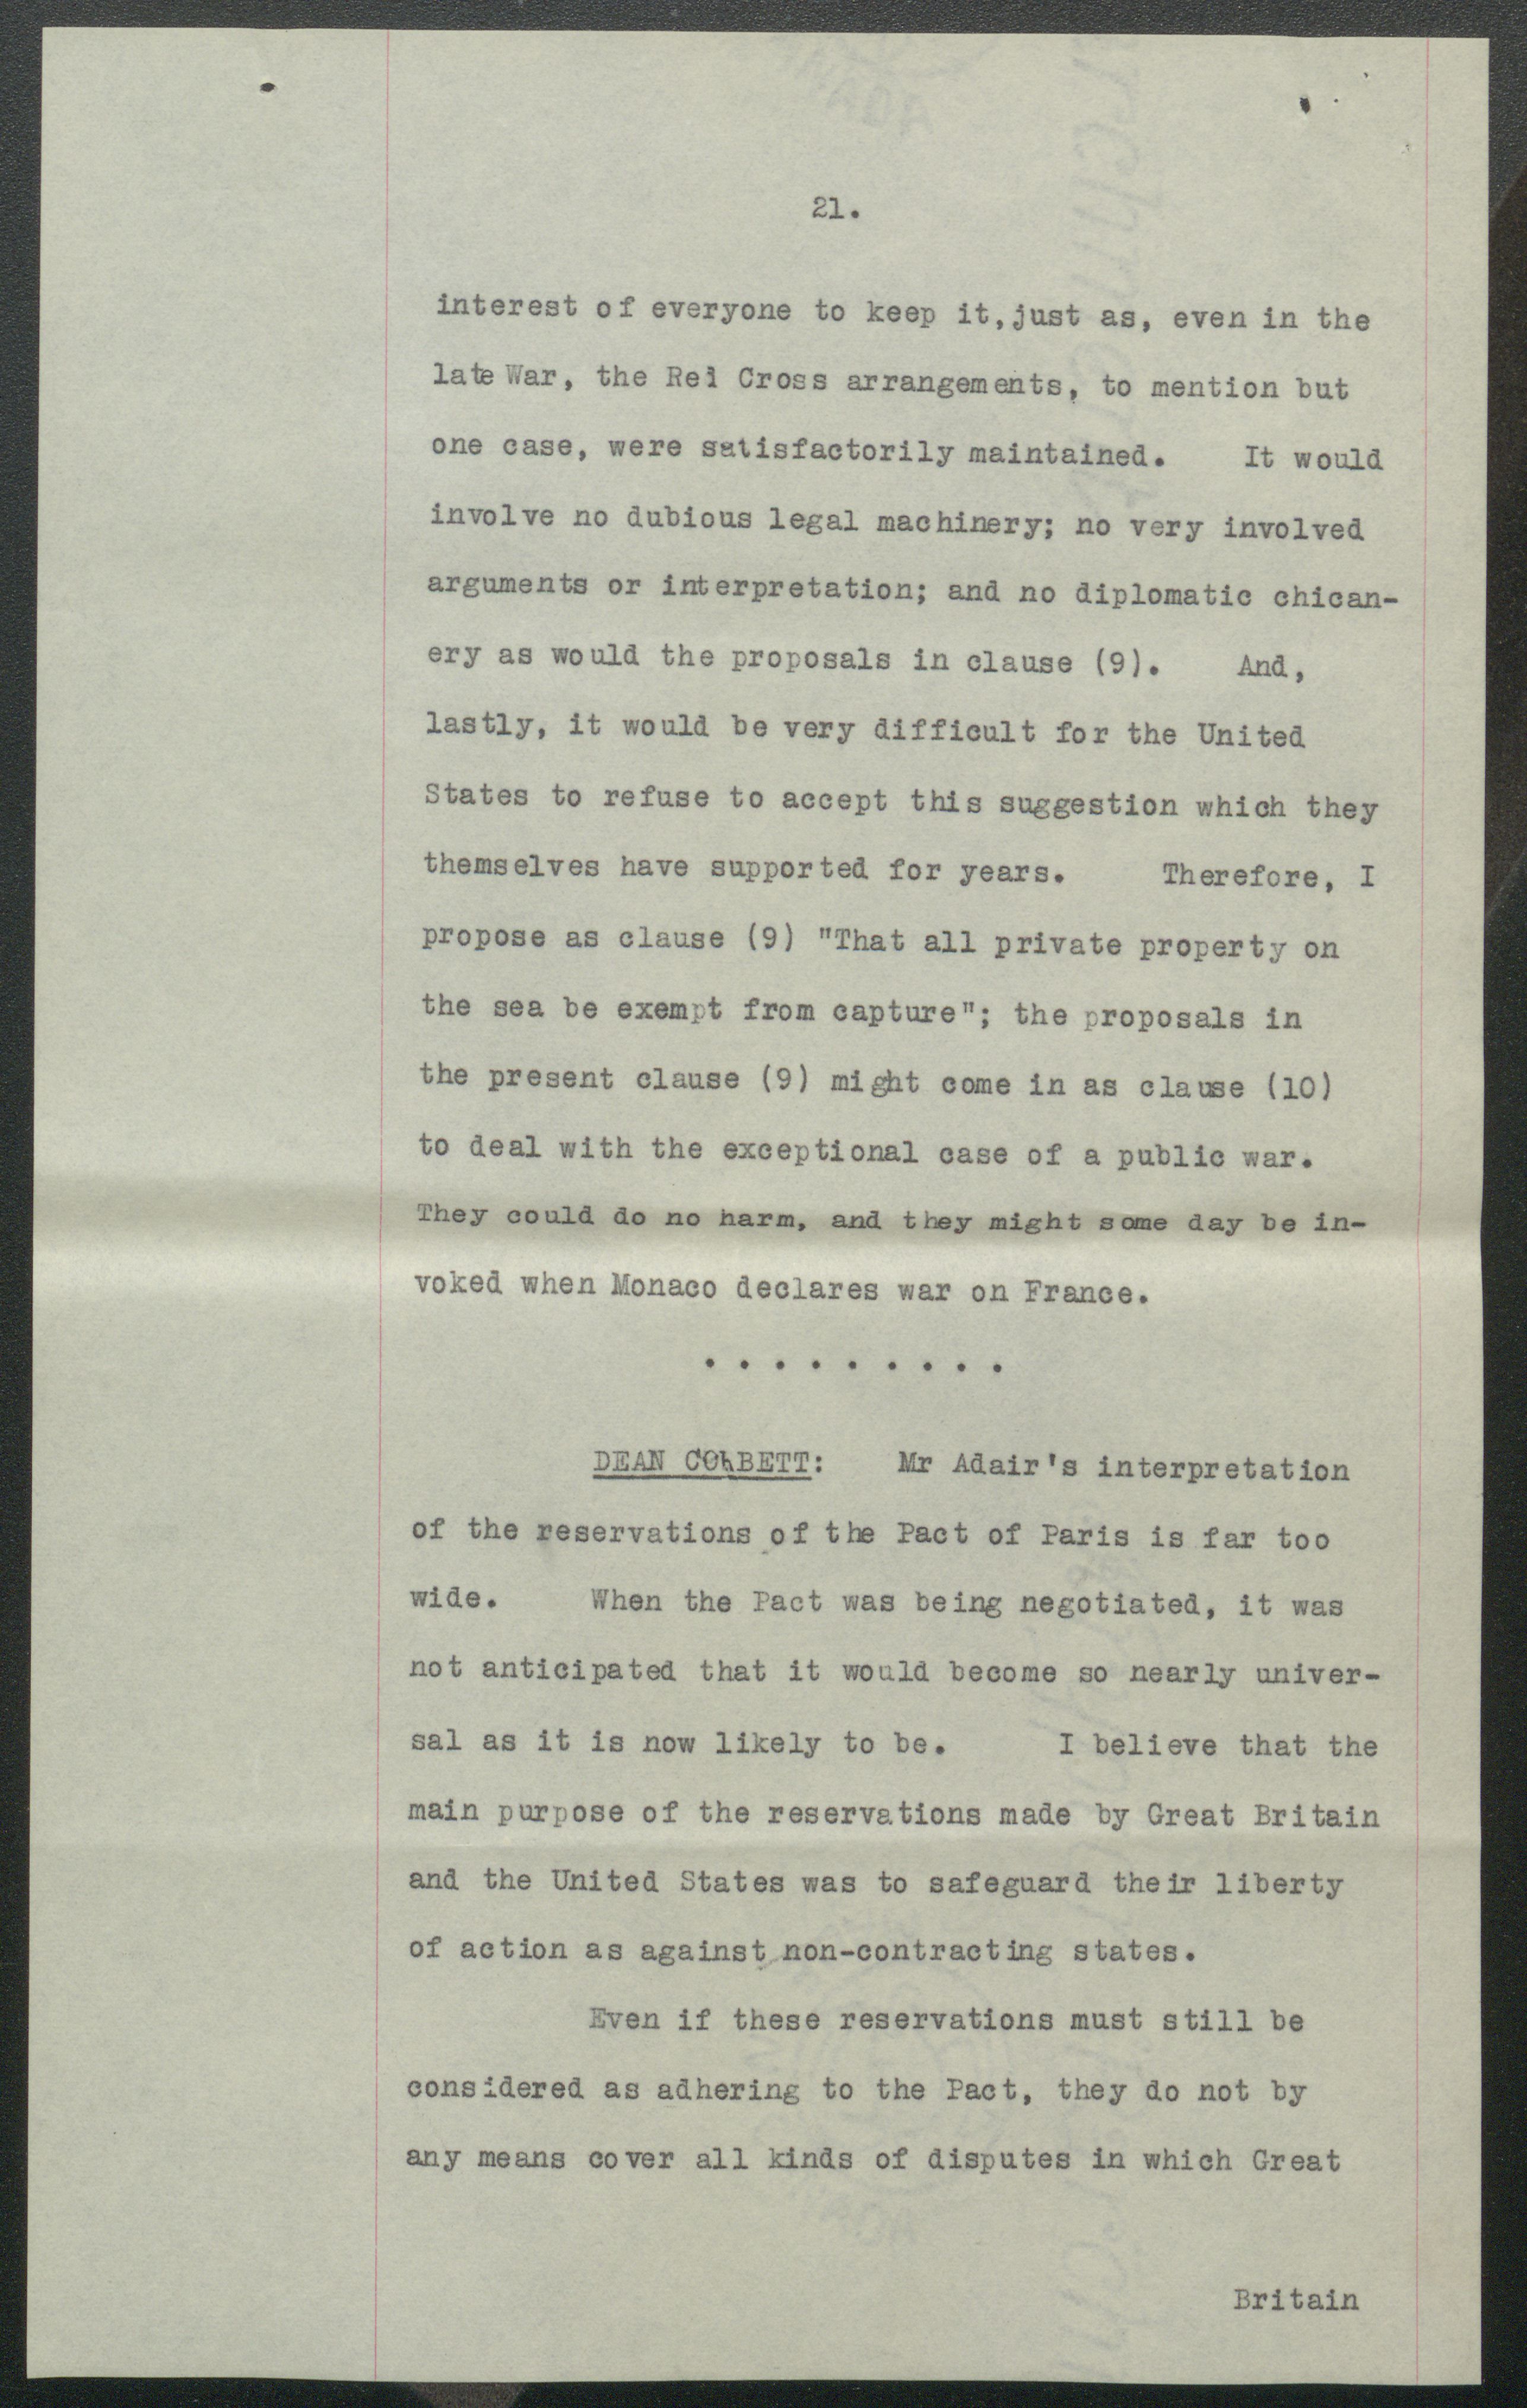 21.
interest of everyone to keep it, just as, even in the
late War, the Red Cross arrangements, to mention but
one case, were satisfactorily maintained. It would
involve no dubious legal machinery; no very involved
arguments or interpretation; and no diplomatic chican-
ery as would the proposals in clause (9). And,
lastly, it would be very difficult for the United
States to refuse to accept this suggestion which they
themselves have supported for years. Therefore, I
propose as clause (9) "That all private property on
the sea be exempt from capture"; the proposals in
the present clause (9) might come in as clause (10)
to deal with the exceptional case of a public war.
They could do no harm, and they might some day be in-
voked when Monaco declares war on France.
. . . . . . . . .
DEAN CORBETT: Mr Adair's interpretation
of the reservations of the Pact of Paris is far too
wide. When the Pact was being negotiated, it was
not anticipated that it would become so nearly univer-
sal as it is now likely to be. I believe that the
main purpose of the reservations made by Great Britain
and the United States was to safeguard their liberty
of action as against non-contracting states.
Even if these reservations must still be
considered as adhering to the Pact, they do not by
any means cover all kinds of disputes in which Great
Britain